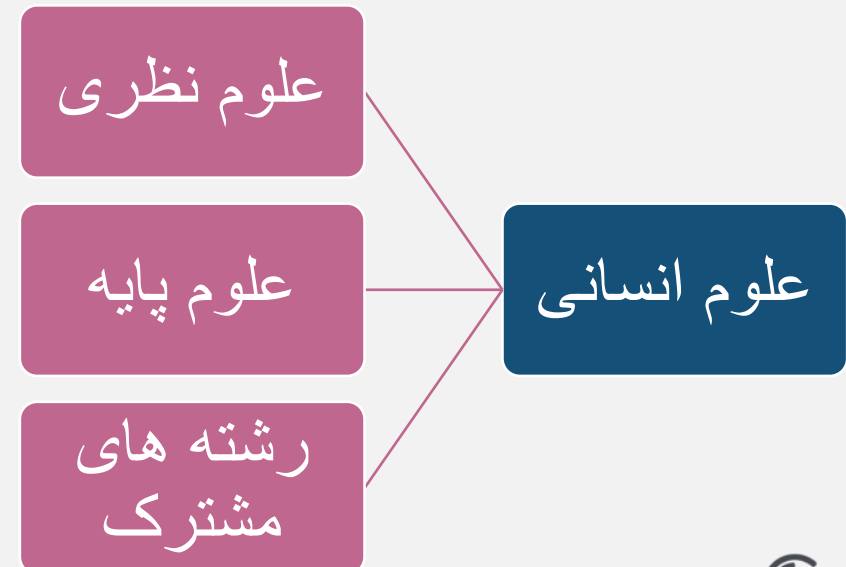 علوم انسانی
علوم نظری
علوم پایه
رشته های
مشترک